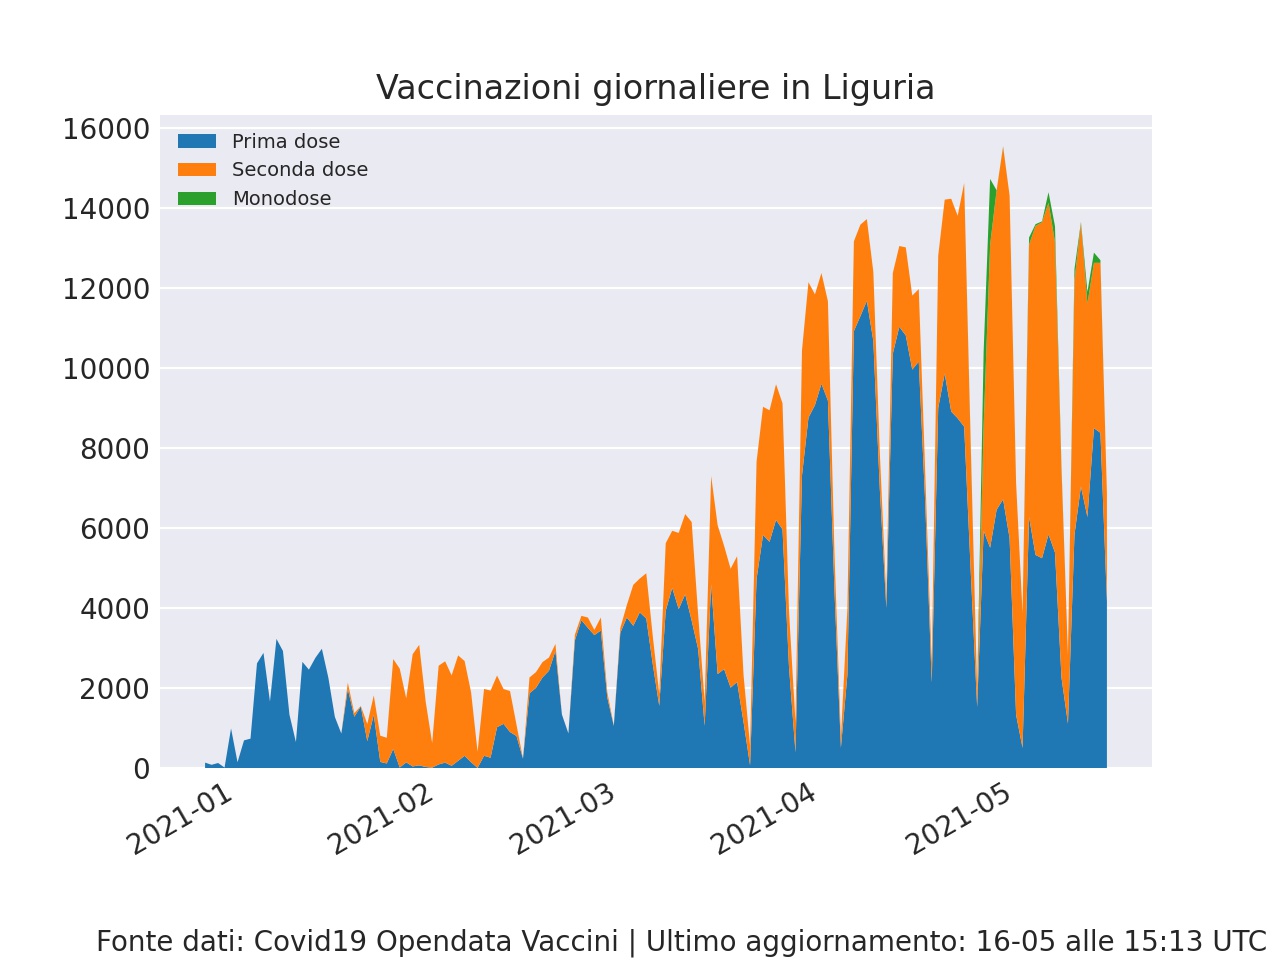 Vaccinazioni giornaliere in Liguria
16000
14000
12000
10000
8000
6000
4000
2000
0
Prima dose
Seconda dose
Monodose
2021-01
2021-02
2021-03
2021-04
2021-05
Fonte dati: Covid19 Opendata Vaccini | Ultimo aggiornamento: 16-05 alle 15:13 UTC